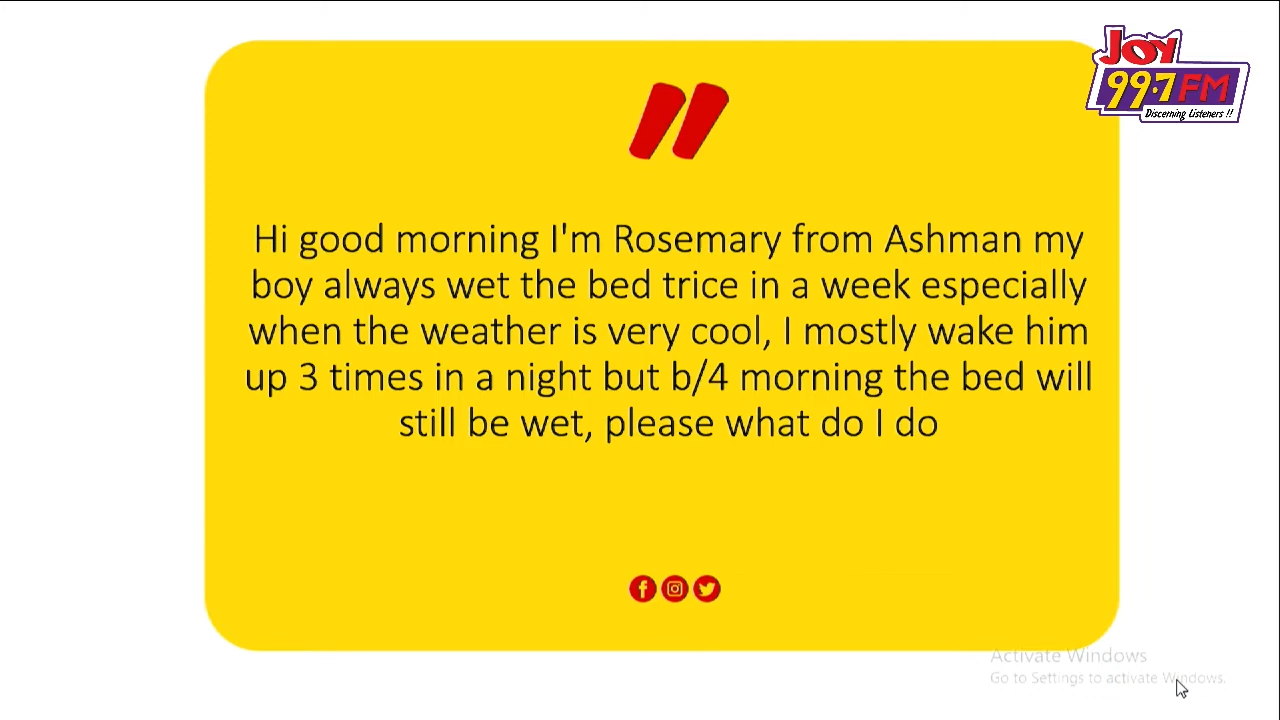 JOY
99.7 FM
Discerning Listeners !!
Hi good morning I'm Rosemary from Ashman my
boy always wet the bed trice in a week especially
when the weather is very cool, I mostly wake him
up 3 times in a night but b/4 morning the bed will
still be wet, please what do I do
Activate Windows
Go to Settings to activate Windows.